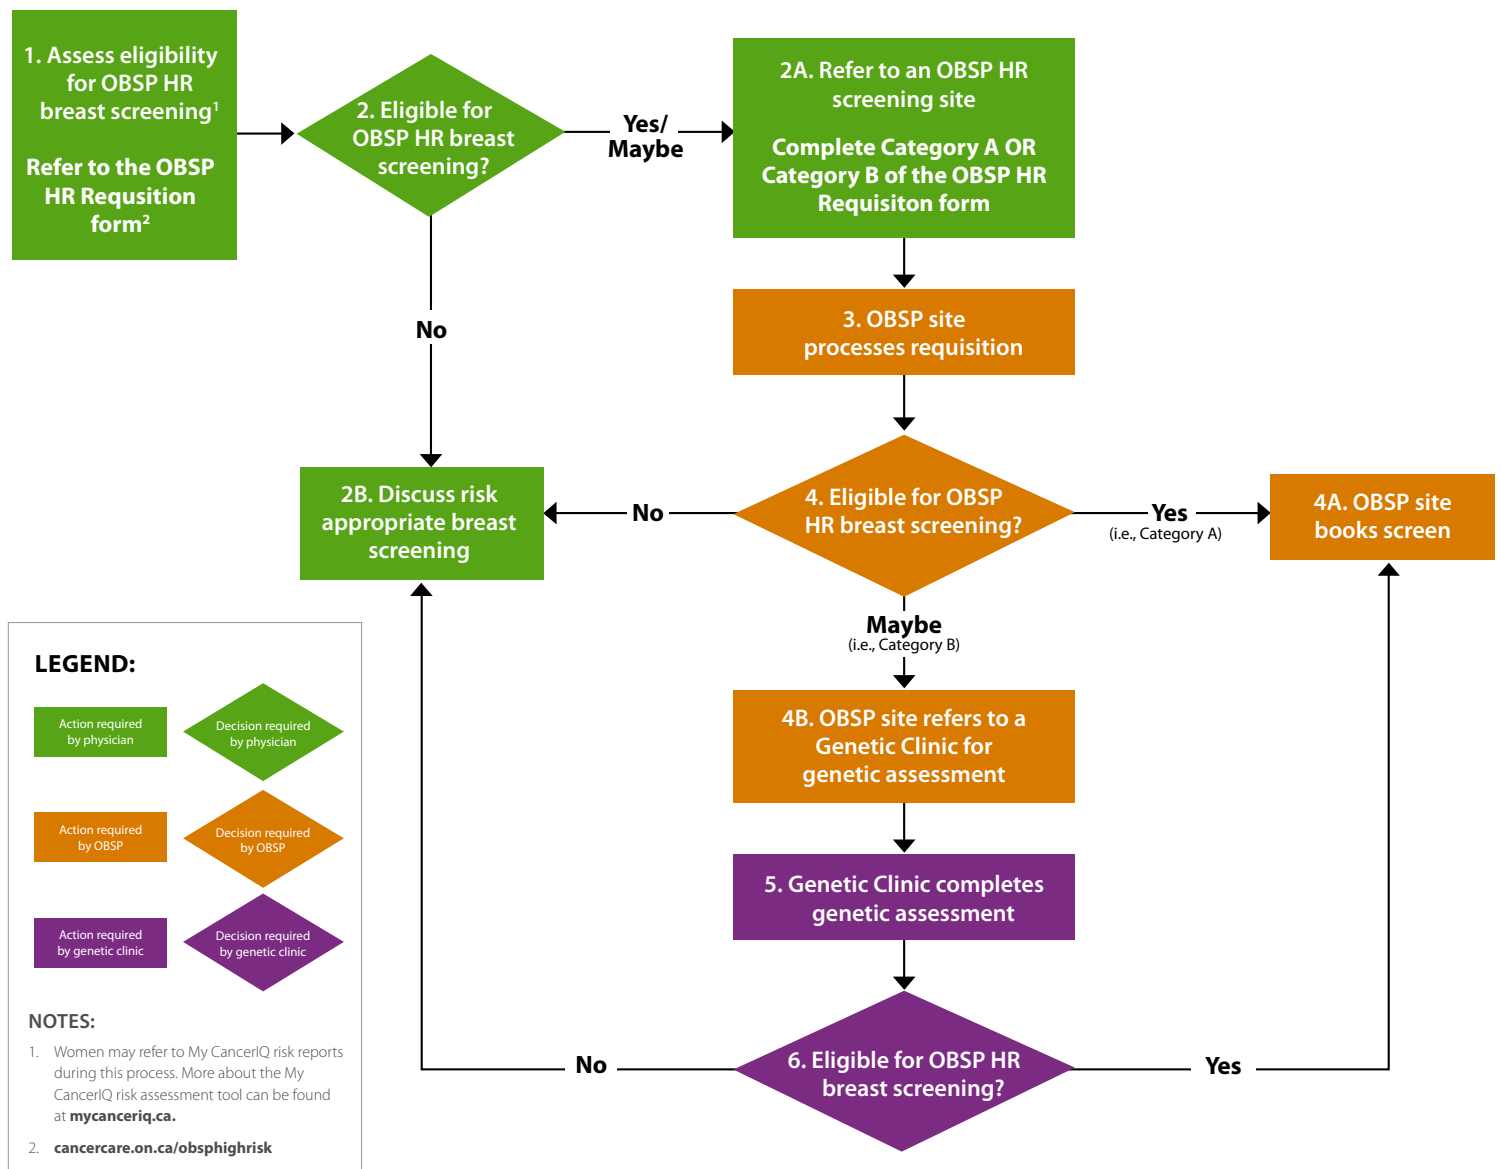 1. Assess eligibility
for OBSP HR
breast screening1
Refer to the OBSP
HR Requsition
form2
2. Eligible for
OBSP HR breast
screening?
Yes/
Maybe
2A. Refer to an OBSP HR
screening site
Complete Category A OR
Category B of the OBSP HR
Requisiton form
No
3. OBSP site
processes requisition
2B. Discuss risk
appropriate breast
screening
No
4. Eligible for OBSP
HR breast screening?
Yes
(i.e., Category A)
4A. OBSP site
books screen
Maybe
(i.e., Category B)
4B. OBSP site refers to a
Genetic Clinic for
genetic assessment
5. Genetic Clinic completes
genetic assessment
No
6. Eligible for OBSP HR
breast screening?
Yes
LEGEND:
Action required
by physician
Decision required
by physician
Action required
by OBSP
Decision required
by OBSP
Action required
by genetic clinic
Decision required
by genetic clinic
NOTES:
1. Women may refer to My CancerIQ risk reports
during this process. More about the My
CancerIQ risk assessment tool can be found
at mycanceriq.ca.
2. cancercare.on.ca/obsphighrisk